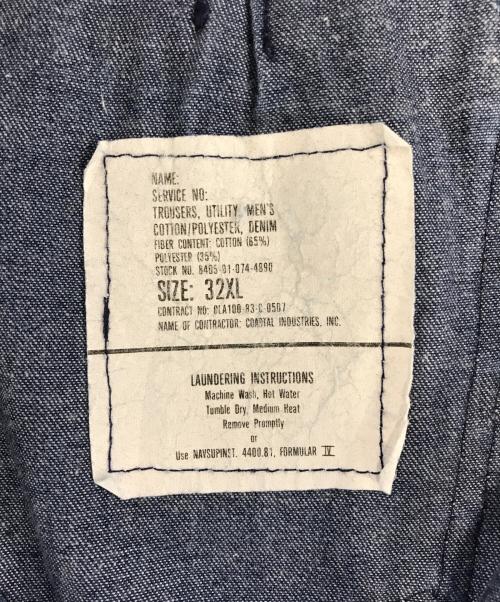 NAME:
SERVICE NO:
TROUSERS, UTILITY, MEN'S
COTTON/POLYESTER, DENIM
FIBER CONTENT: COTTON (65%)
POLYESTER (35%)
STOCK NO. 8405-01-074-4890
SIZE: 32XL
CONTRACT NO: DLA100-83-C-0507
NAME OF CONTRACTOR: COASTAL INDUSTRIES, INC.
LAUNDERING INSTRUCTIONS
Machine Wash, Hot Water
Tumble Dry, Medium Heat
Remove Promptly
or
Use NAVSUPINST. 4400.81, FORMULAR IV